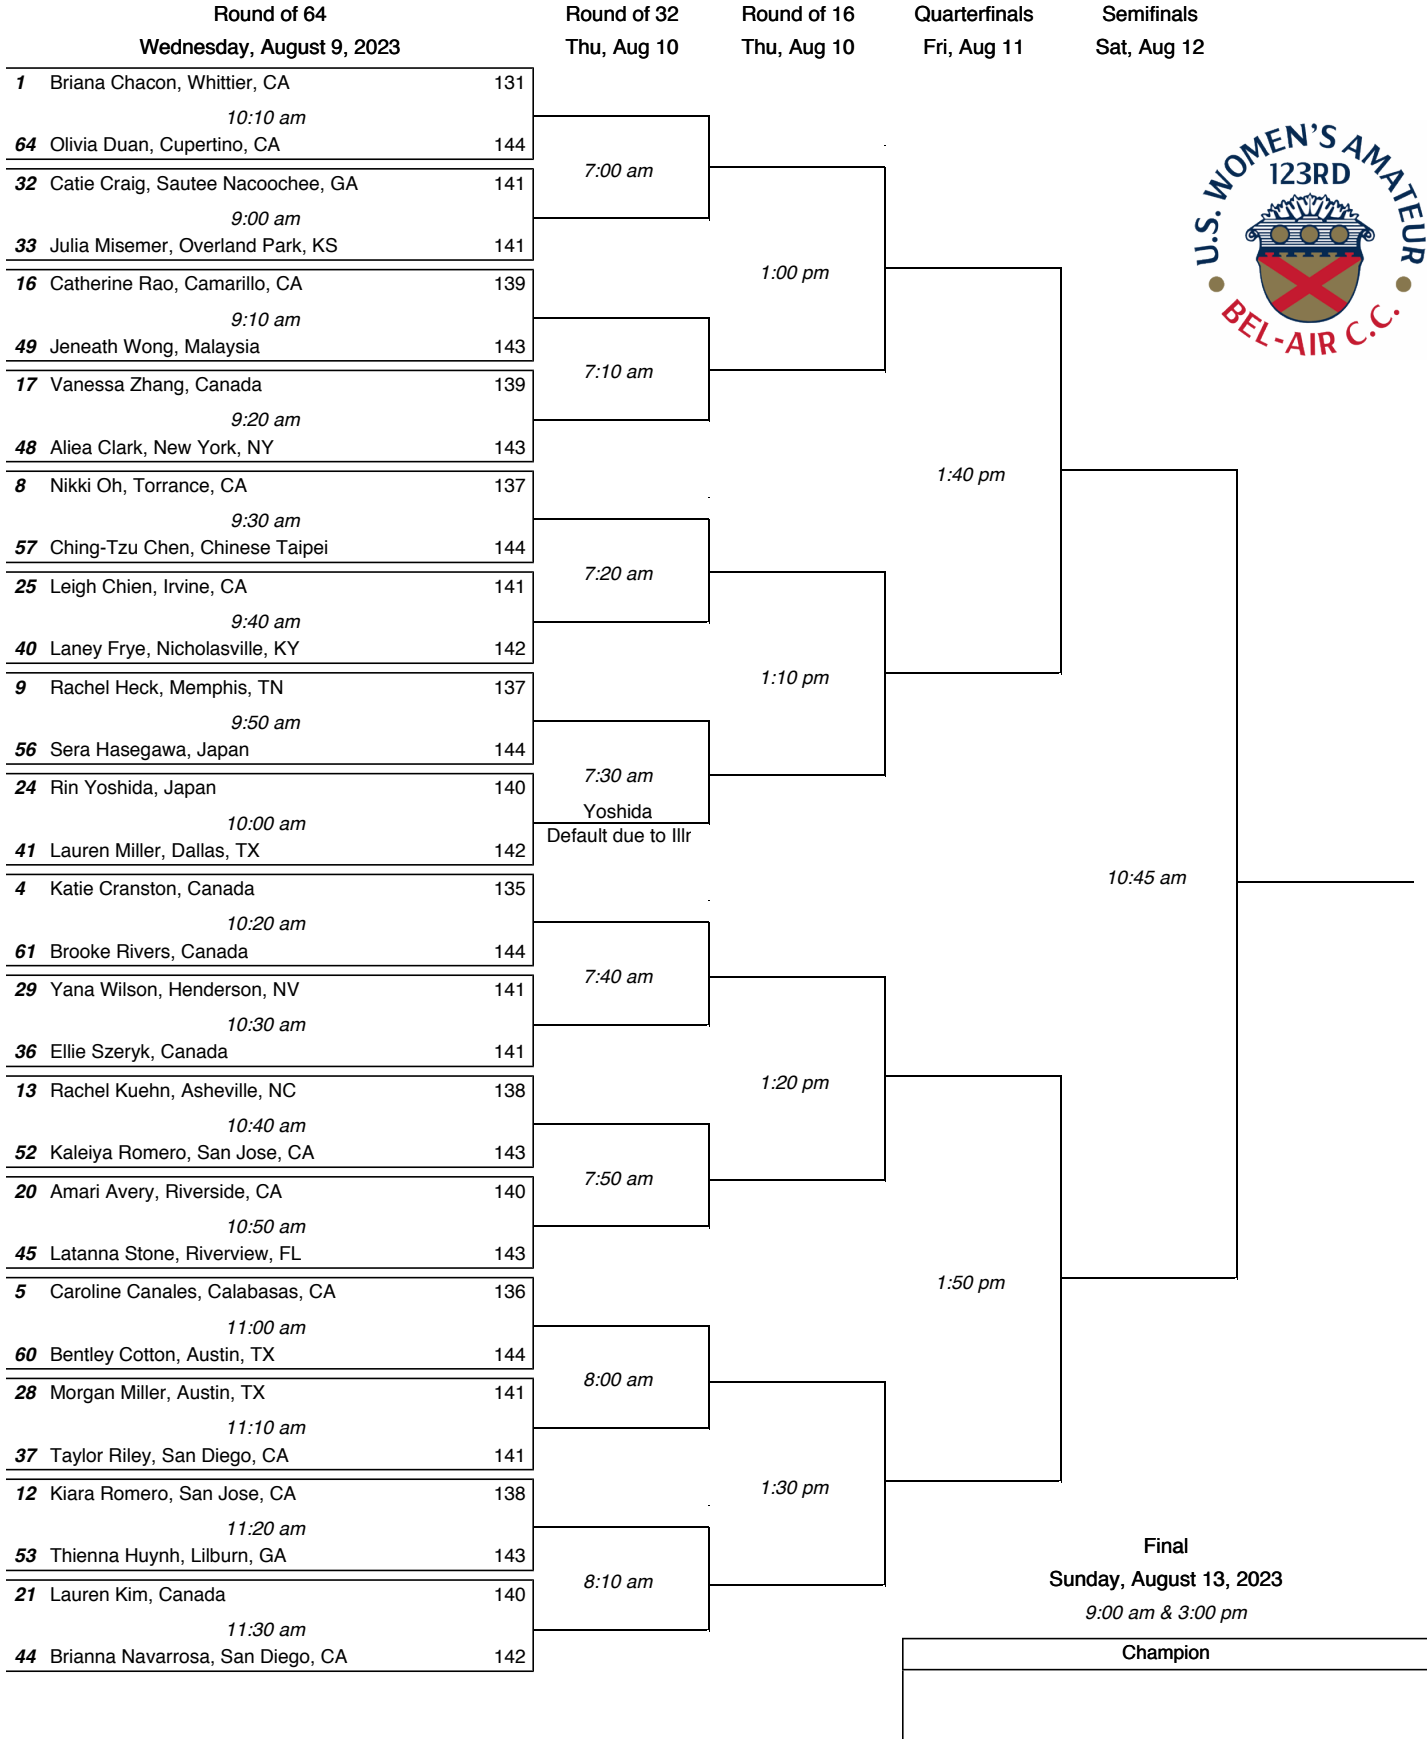 Round of 64 Round of 32 Round of 16 Quarterfinals Semifinals
Wednesday, August 9, 2023 Thu, Aug 10 Thu, Aug 10 Fri, Aug 11 Sat, Aug 12
U.S. WOMEN'S AMATEUR
123RD
BEL-AIR C.C.
1 Briana Chacon, Whittier, CA 131
10:10 am
64 Olivia Duan, Cupertino, CA 144
7:00 am
32 Catie Craig, Sautee Nacoochee, GA 141
9:00 am
33 Julia Misemer, Overland Park, KS 141
1:00 pm
16 Catherine Rao, Camarillo, CA 139
9:10 am
49 Jeneath Wong, Malaysia 143
7:10 am
17 Vanessa Zhang, Canada 139
9:20 am
48 Aliea Clark, New York, NY 143
1:40 pm
8 Nikki Oh, Torrance, CA 137
9:30 am
57 Ching-Tzu Chen, Chinese Taipei 144
7:20 am
25 Leigh Chien, Irvine, CA 141
9:40 am
40 Laney Frye, Nicholasville, KY 142
1:10 pm
9 Rachel Heck, Memphis, TN 137
9:50 am
56 Sera Hasegawa, Japan 144
7:30 am
24 Rin Yoshida, Japan 140
Yoshida
10:00 am
Default due to Illr
41 Lauren Miller, Dallas, TX 142
10:45 am
4 Katie Cranston, Canada 135
10:20 am
61 Brooke Rivers, Canada 144
7:40 am
29 Yana Wilson, Henderson, NV 141
10:30 am
36 Ellie Szeryk, Canada 141
1:20 pm
13 Rachel Kuehn, Asheville, NC 138
10:40 am
52 Kaleiya Romero, San Jose, CA 143
7:50 am
20 Amari Avery, Riverside, CA 140
10:50 am
45 Latanna Stone, Riverview, FL 143
1:50 pm
5 Caroline Canales, Calabasas, CA 136
11:00 am
60 Bentley Cotton, Austin, TX 144
8:00 am
28 Morgan Miller, Austin, TX 141
11:10 am
37 Taylor Riley, San Diego, CA 141
1:30 pm
12 Kiara Romero, San Jose, CA 138
11:20 am
53 Thienna Huynh, Lilburn, GA 143
8:10 am
21 Lauren Kim, Canada 140
11:30 am
44 Brianna Navarrosa, San Diego, CA 142
Final
Sunday, August 13, 2023
9:00 am & 3:00 pm
Champion